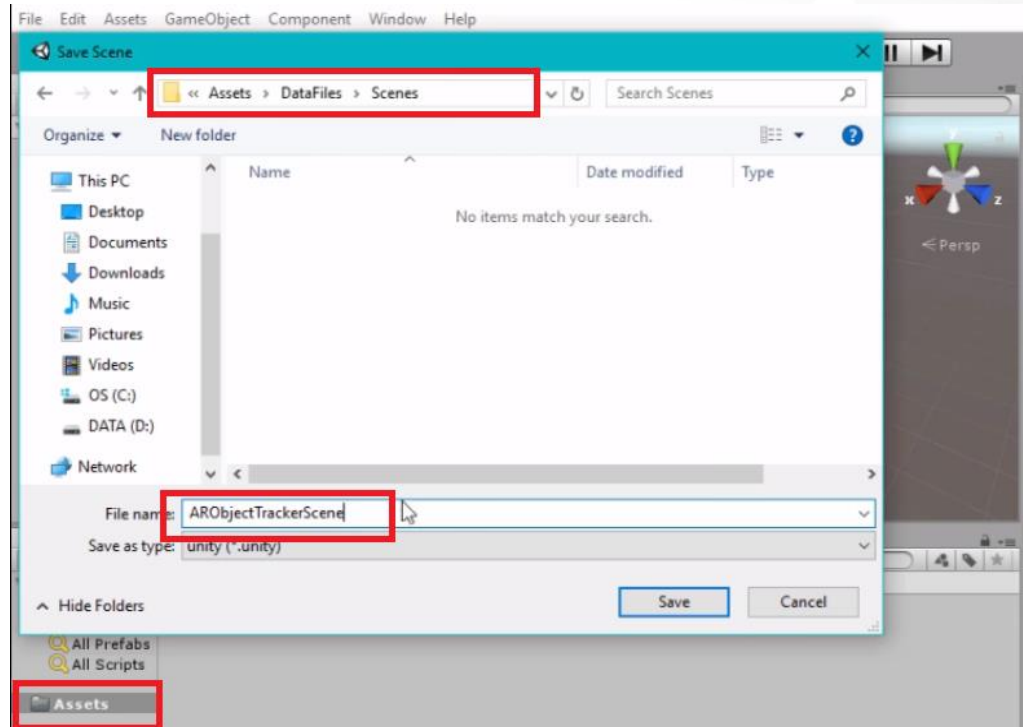 File Edit Assets GameObject Component Window Help
Save Scene
« Assets › DataFiles › Scenes
Search Scenes
Organize
New folder
Name Date modified Type
No items match your search.
This PC
Desktop
Documents
Downloads
Music
Pictures
Videos
OS (C:)
DATA (D:)
Network
File name: ARObjectTrackerScene
Save as type: unity (*.unity)
Hide Folders
Save
Cancel
y
x
z
Persp
All Prefabs
All Scripts
Assets